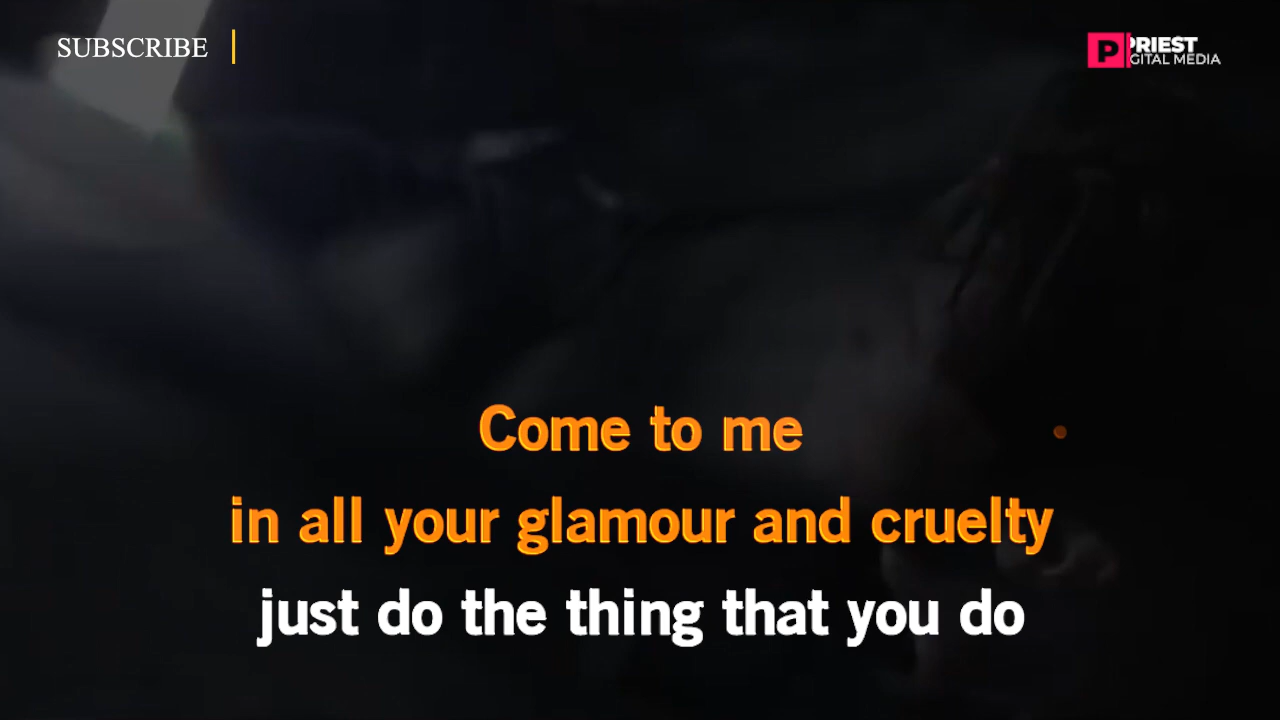 SUBSCRIBE
PRIEST
GITAL MEDIA
Come to me
in all your glamour and cruelty
just do the thing that you do